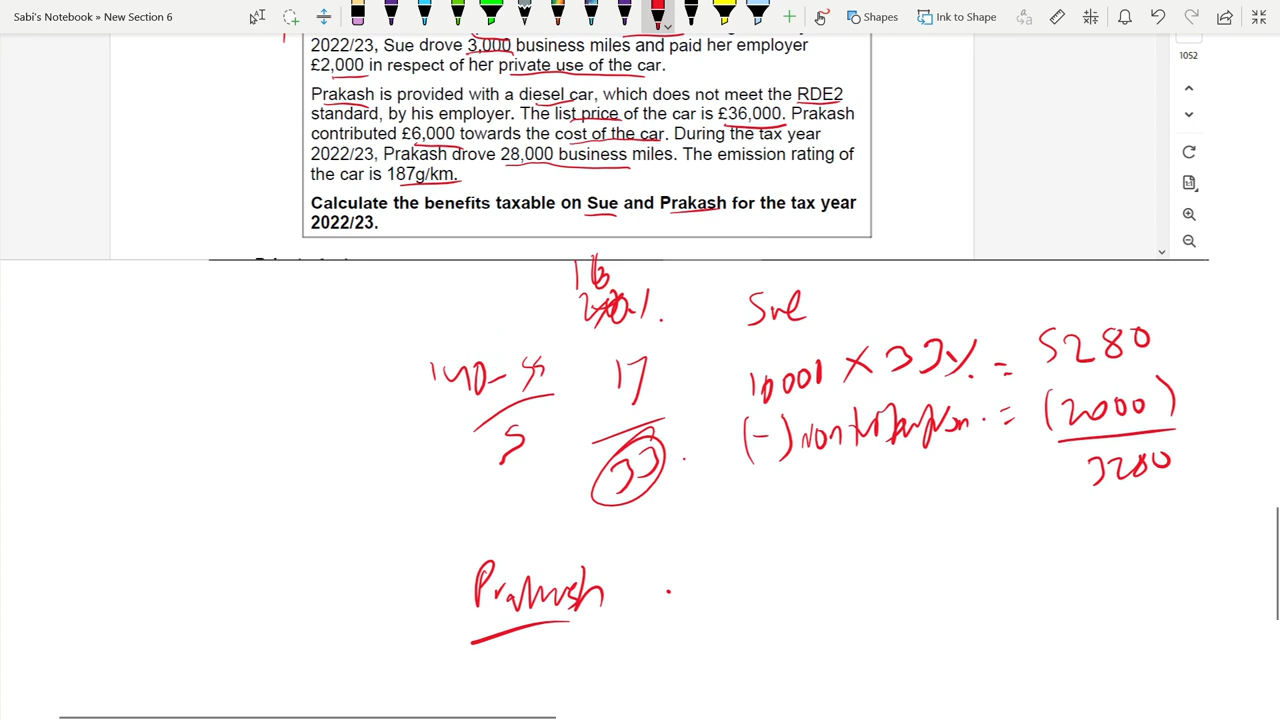 Sabi's Notebook » New Section 6
Shapes
Ink to Shape
1052
2022/23, Sue drove 3,000 business miles and paid her employer
£2,000 in respect of her private use of the car.
Prakash is provided with a diesel car, which does not meet the RDE2
standard, by his employer. The list price of the car is £36,000. Prakash
contributed £6,000 towards the cost of the car. During the tax year
2022/23, Prakash drove 28,000 business miles. The emission rating of
the car is 187g/km.
Calculate the benefits taxable on Sue and Prakash for the tax year
2022/23.
16
Sue
140-55
5
17
33
× 33% = 5280
(-)
= (2000)
3280
Prakash